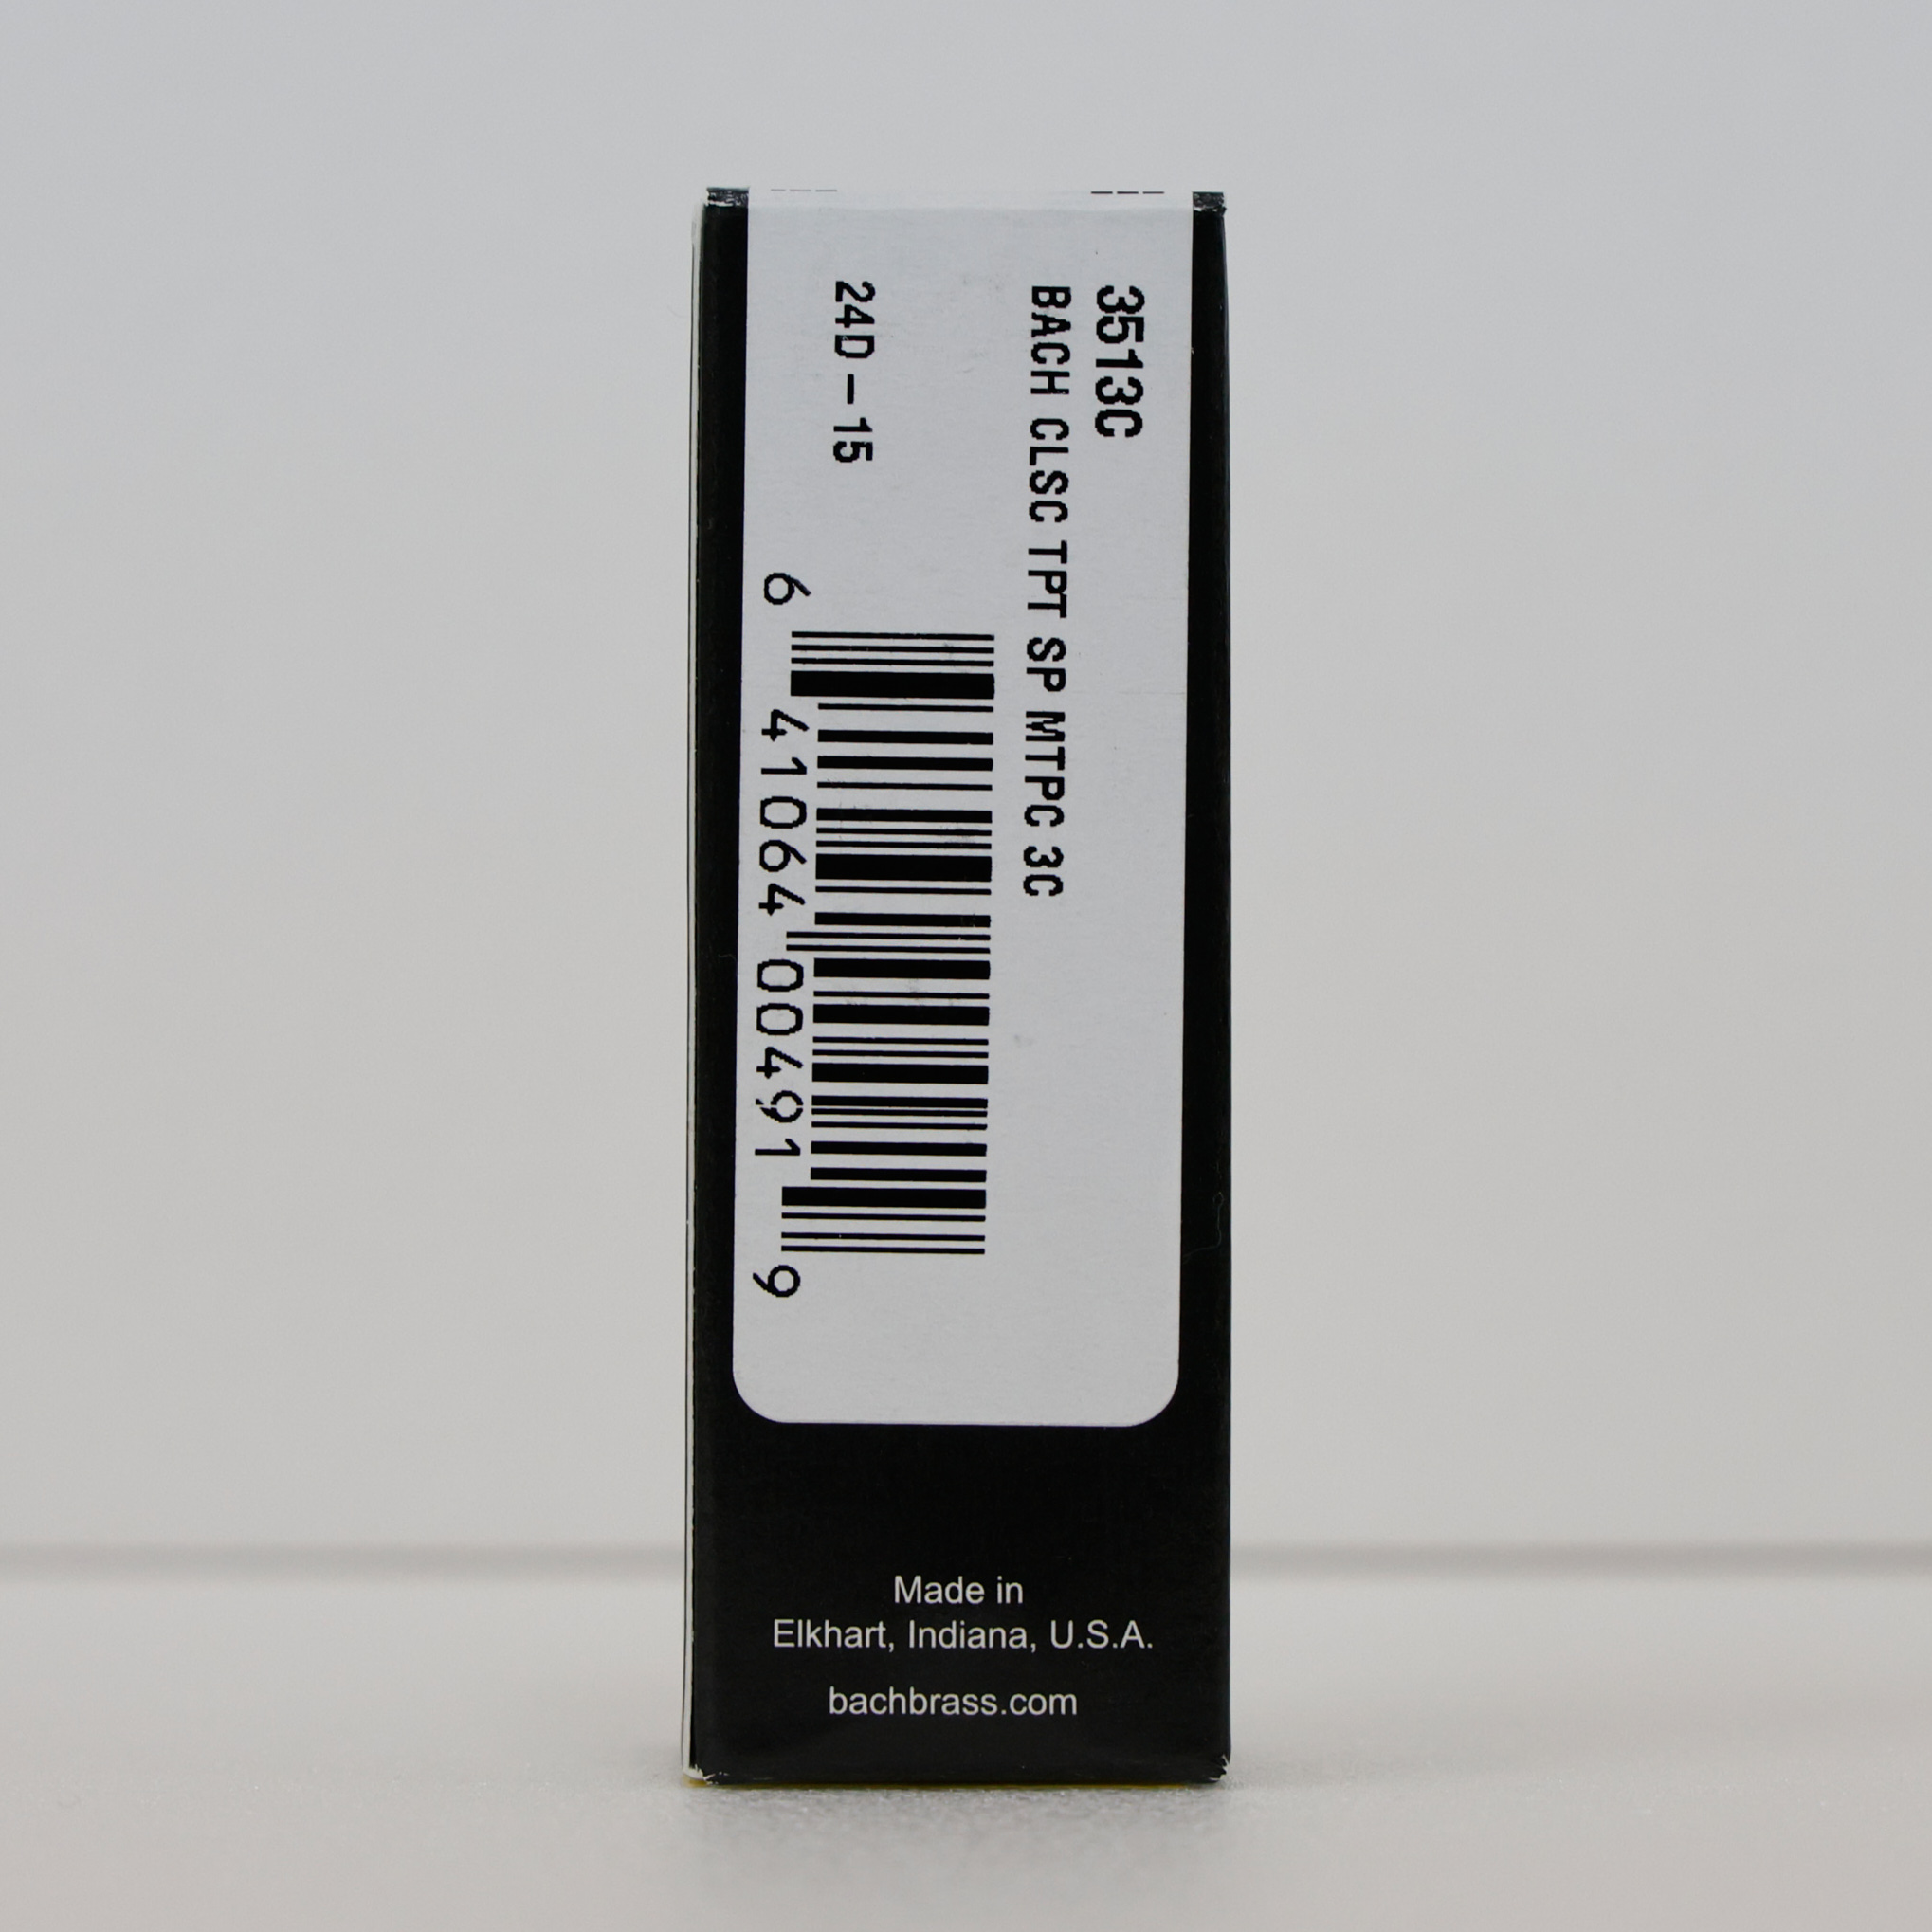 3513C
BACH CLSC TPT SP MTPC 3C
24D-15
6 41064 00491 9
Made in
Elkhart, Indiana, U.S.A.
bachbrass.com